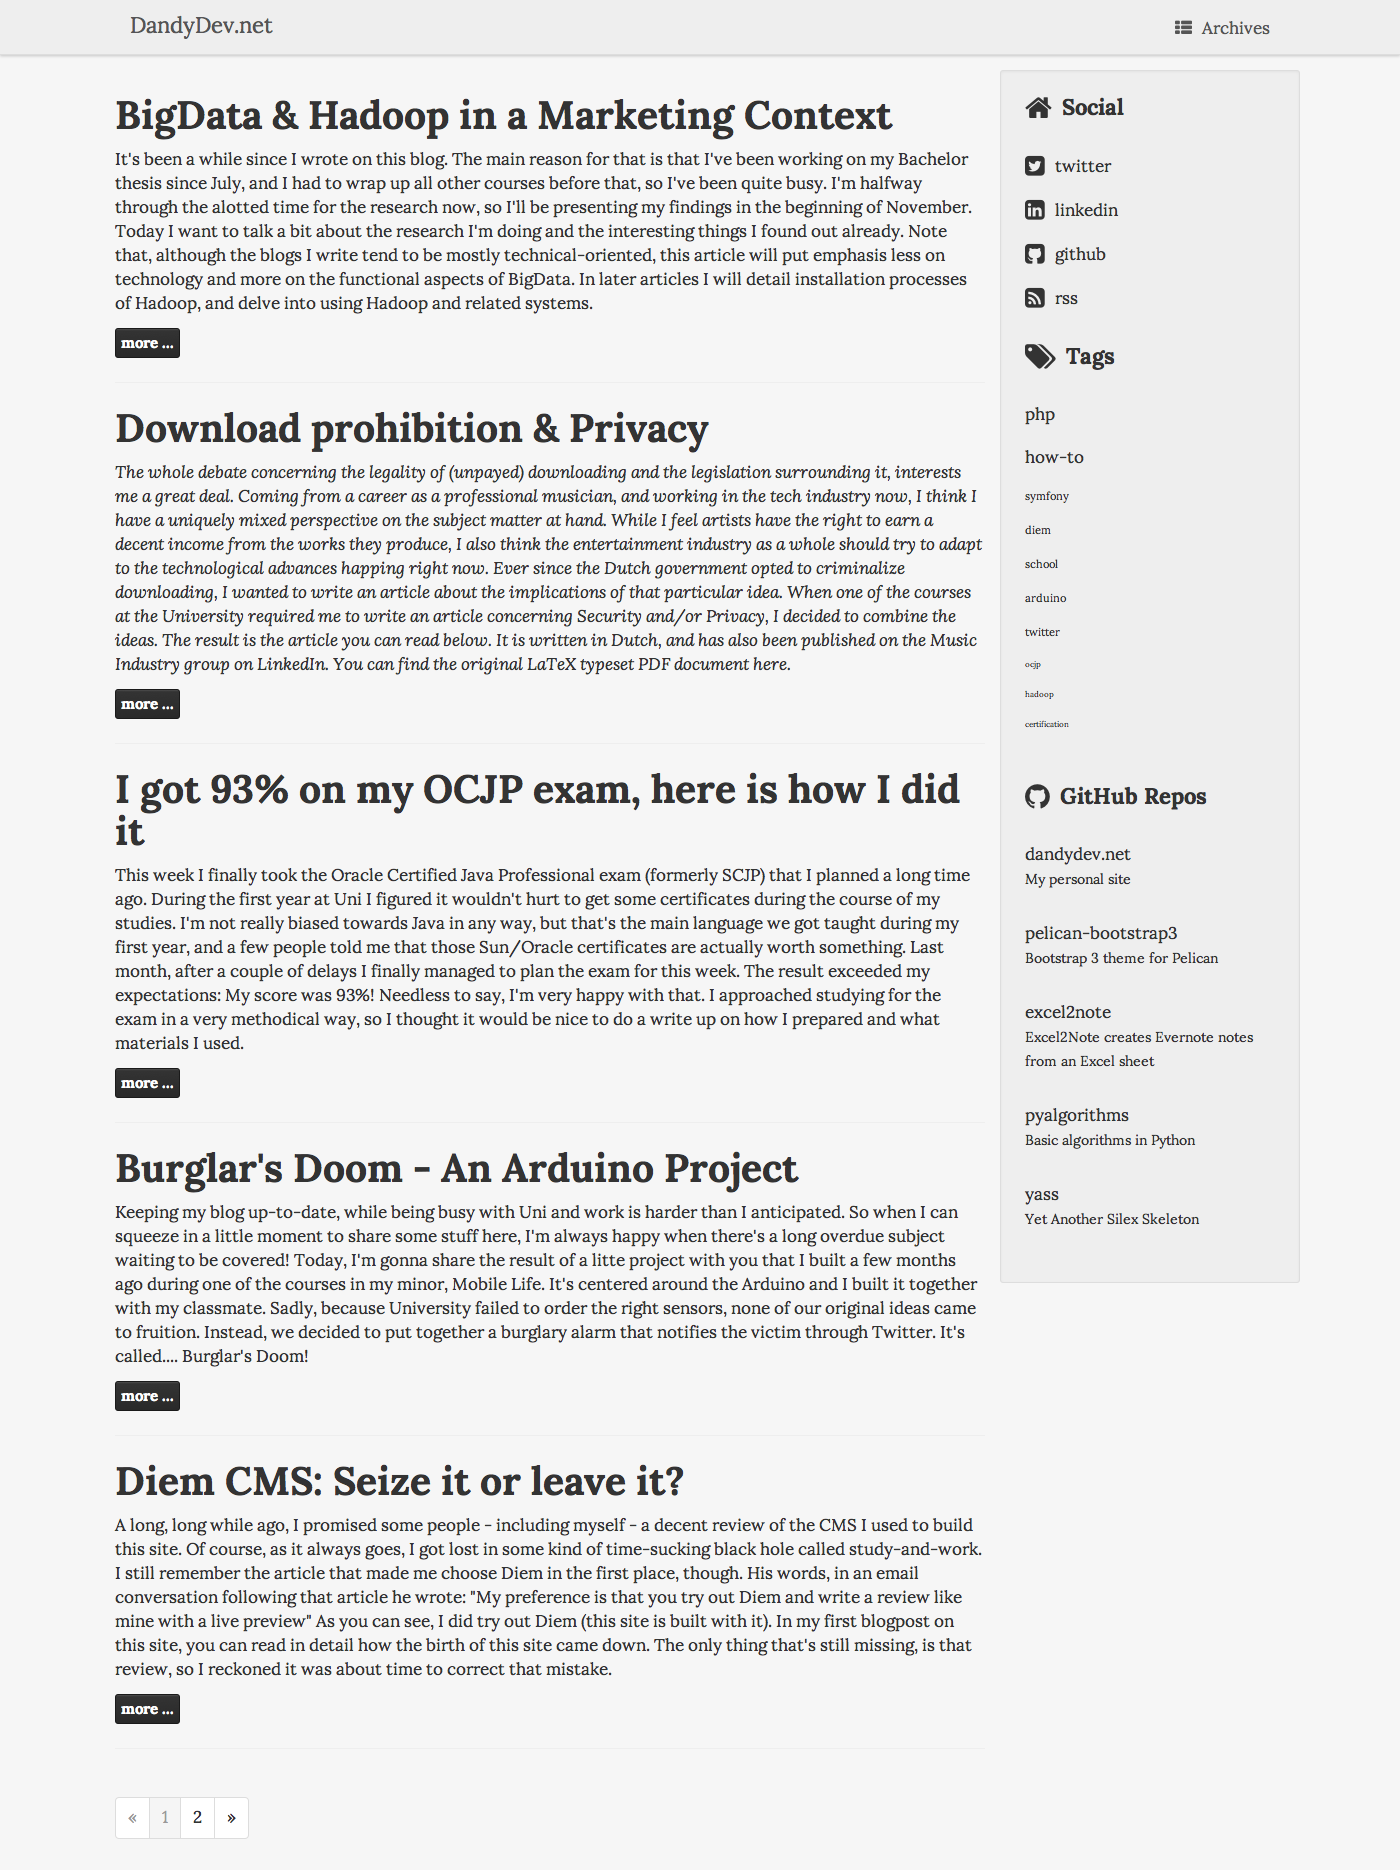 DandyDev.net
Archives
BigData & Hadoop in a Marketing Context
It's been a while since I wrote on this blog. The main reason for that is that I've been working on my Bachelor
thesis since July, and I had to wrap up all other courses before that, so I've been quite busy. I'm halfway
through the alotted time for the research now, so I'll be presenting my findings in the beginning of November.
Today I want to talk a bit about the research I'm doing and the interesting things I found out already. Note
that, although the blogs I write tend to be mostly technical-oriented, this article will put emphasis less on
technology and more on the functional aspects of BigData. In later articles I will detail installation processes
of Hadoop, and delve into using Hadoop and related systems.
more ...
Download prohibition & Privacy
The whole debate concerning the legality of (unpayed) downloading and the legislation surrounding it, interests
me a great deal. Coming from a career as a professional musician, and working in the tech industry now, I think I
have a uniquely mixed perspective on the subject matter at hand. While I feel artists have the right to earn a
decent income from the works they produce, I also think the entertainment industry as a whole should try to adapt
to the technological advances happing right now. Ever since the Dutch government opted to criminalize
downloading, I wanted to write an article about the implications of that particular idea. When one of the courses
at the University required me to write an article concerning Security and/or Privacy, I decided to combine the
ideas. The result is the article you can read below. It is written in Dutch, and has also been published on the Music
Industry group on LinkedIn. You can find the original LaTeX typeset PDF document here.
more ...
I got 93% on my OCJP exam, here is how I did
it
This week I finally took the Oracle Certified Java Professional exam (formerly SCJP) that I planned a long time
ago. During the first year at Uni I figured it wouldn't hurt to get some certificates during the course of my
studies. I'm not really biased towards Java in any way, but that's the main language we got taught during my
first year, and a few people told me that those Sun/Oracle certificates are actually worth something. Last
month, after a couple of delays I finally managed to plan the exam for this week. The result exceeded my
expectations: My score was 93%! Needless to say, I'm very happy with that. I approached studying for the
exam in a very methodical way, so I thought it would be nice to do a write up on how I prepared and what
materials I used.
more ...
Burglar's Doom - An Arduino Project
Keeping my blog up-to-date, while being busy with Uni and work is harder than I anticipated. So when I can
squeeze in a little moment to share some stuff here, I'm always happy when there's a long overdue subject
waiting to be covered! Today, I'm gonna share the result of a litte project with you that I built a few months
ago during one of the courses in my minor, Mobile Life. It's centered around the Arduino and I built it together
with my classmate. Sadly, because University failed to order the right sensors, none of our original ideas came
to fruition. Instead, we decided to put together a burglary alarm that notifies the victim through Twitter. It's
called.... Burglar's Doom!
more ...
Diem CMS: Seize it or leave it?
A long, long while ago, I promised some people - including myself - a decent review of the CMS I used to build
this site. Of course, as it always goes, I got lost in some kind of time-sucking black hole called study-and-work.
I still remember the article that made me choose Diem in the first place, though. His words, in an email
conversation following that article he wrote: "My preference is that you try out Diem and write a review like
mine with a live preview" As you can see, I did try out Diem (this site is built with it). In my first blogpost on
this site, you can read in detail how the birth of this site came down. The only thing that's still missing, is that
review, so I reckoned it was about time to correct that mistake.
more ...
« 1 2 »
Social
twitter
linkedin
github
rss
Tags
php
how-to
symfony
diem
school
arduino
twitter
ocjp
hadoop
certification
GitHub Repos
dandydev.net
My personal site
pelican-bootstrap3
Bootstrap 3 theme for Pelican
excel2note
Excel2Note creates Evernote notes
from an Excel sheet
pyalgorithms
Basic algorithms in Python
yass
Yet Another Silex Skeleton